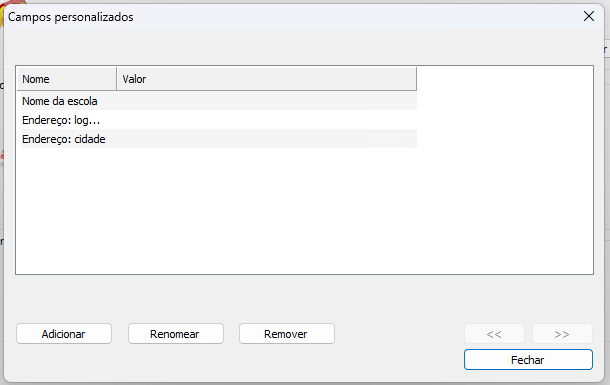 Campos personalizados
Nome Valor
Nome da escola
Endereço: log...
Endereço: cidade
Adicionar Renomear Remover << >>
Fechar